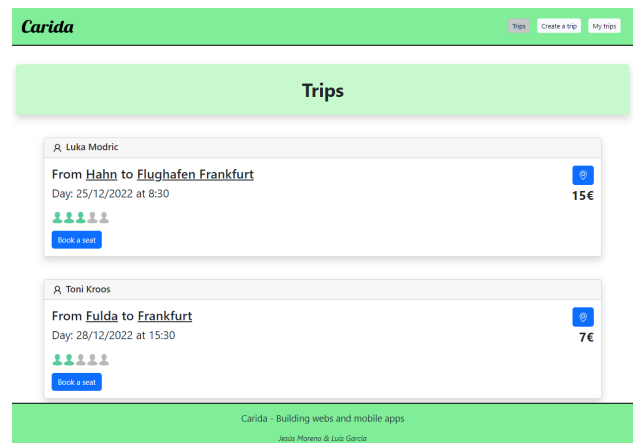 Carida
Trips Create a trip My trips
Trips
Luka Modric
From Hahn to Flughafen Frankfurt
Day: 25/12/2022 at 8:30
15€
Book a seat
Toni Kroos
From Fulda to Frankfurt
Day: 28/12/2022 at 15:30
7€
Book a seat
Carida - Building webs and mobile apps
Jesús Moreno & Luis García